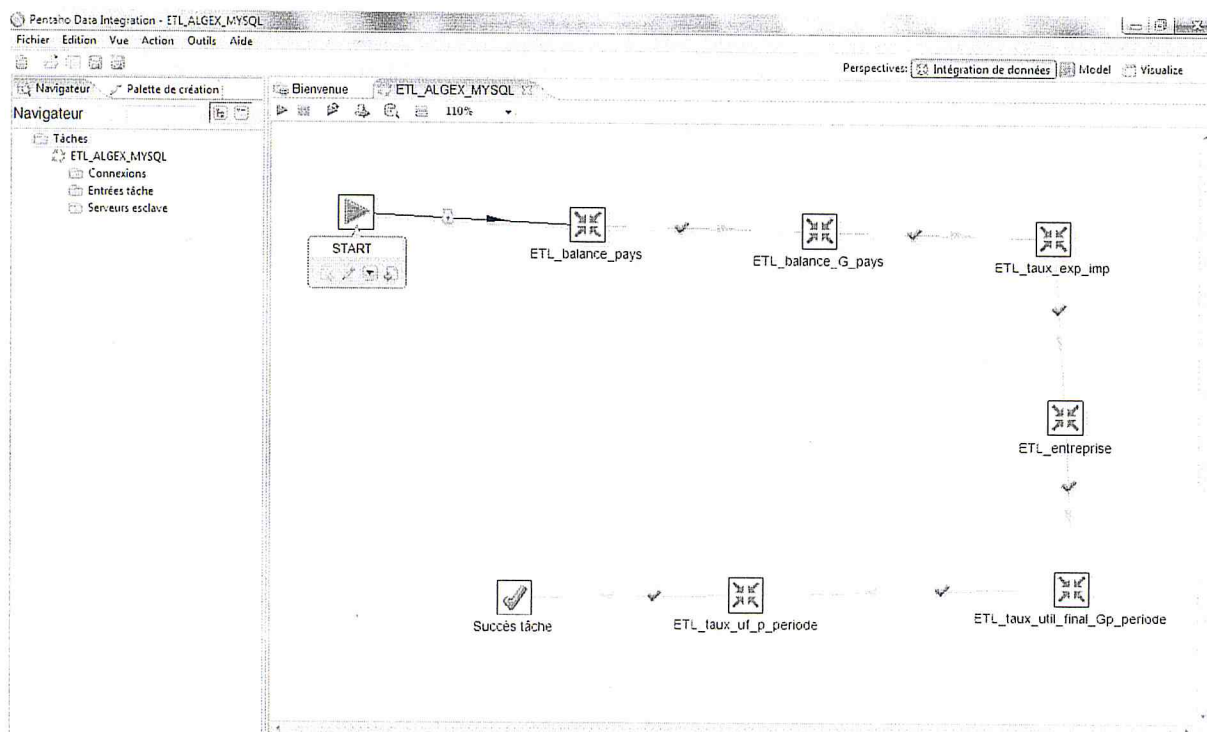 Pentaho Data Integration - ETL_ALGEX_MYSQL
Fichier Edition Vue Action Outils Aide
Perspectives: Intégration de données Model Visualize
Navigateur Palette de création
Bienvenue ETL_ALGEX_MYSQL
Navigateur
110%
Tâches
ETL_ALGEX_MYSQL
Connexions
Entrées tâche
Serveurs esclave
START
ETL_balance_pays
ETL_balance_G_pays
ETL_taux_exp_imp
ETL_entreprise
Succès tâche
ETL_taux_uf_p_periode
ETL_taux_util_final_Gp_periode